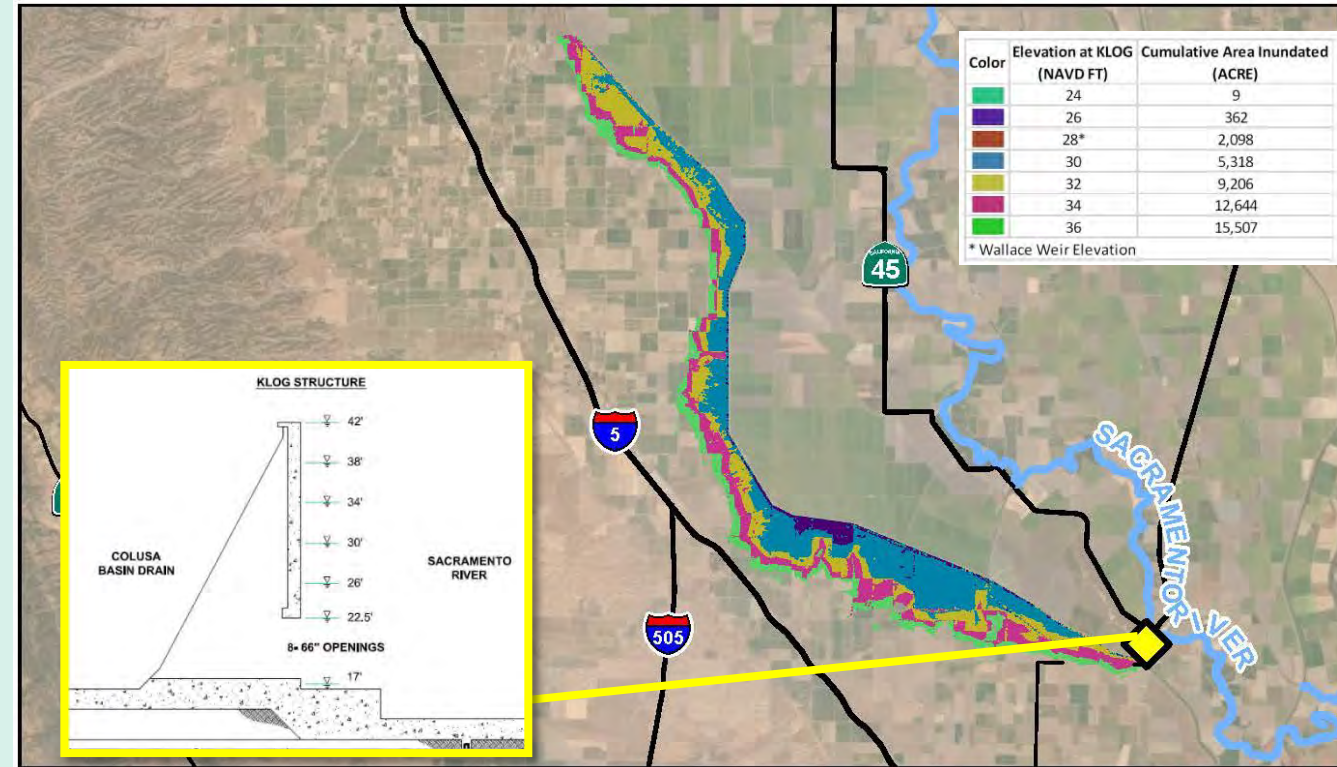 Color Elevation at KLOG (NAVD FT) Cumulative Area Inundated (ACRE)
24 9
26 362
28* 2,098
30 5,318
32 9,206
34 12,644
36 15,507
* Wallace Weir Elevation
CALIFORNIA
45
5
505
SACRAMENTO RIVER
KLOG STRUCTURE
42'
38'
34'
30'
26'
22.5'
COLUSA
BASIN DRAIN
SACRAMENTO
RIVER
8- 66" OPENINGS
17'